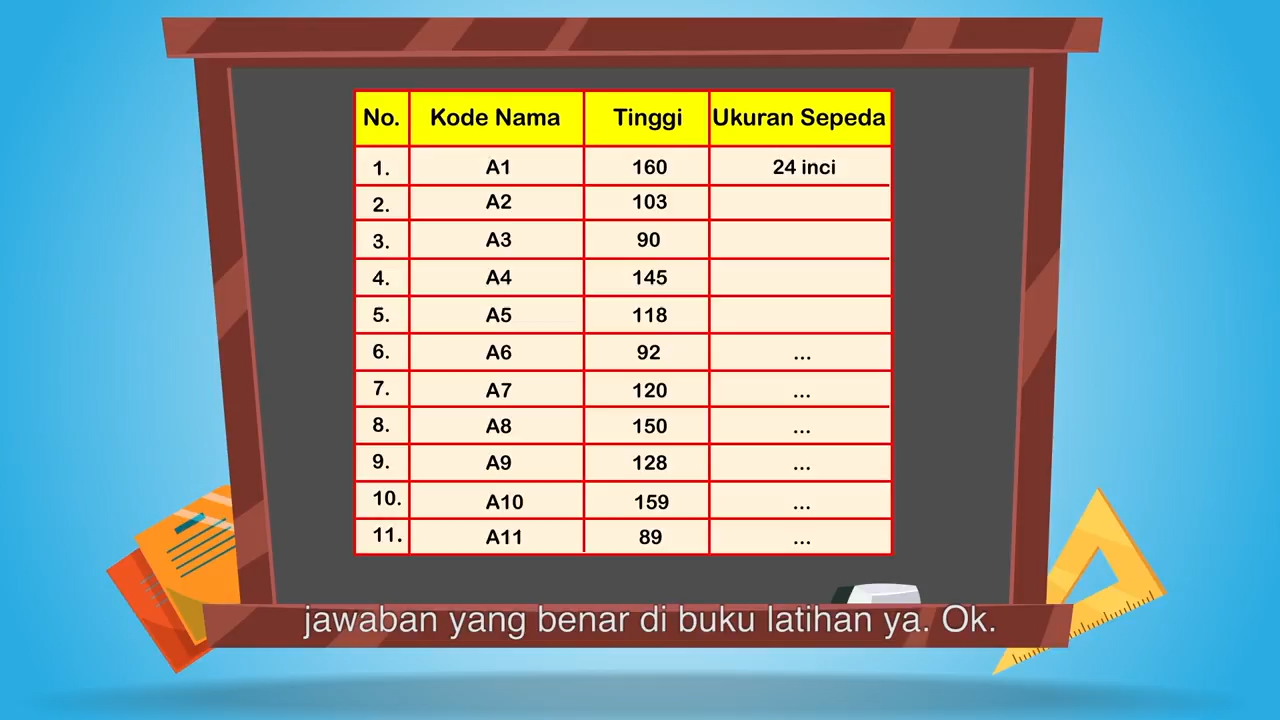 No. Kode Nama Tinggi Ukuran Sepeda
1. A1 160 24 inci
2. A2 103
3. A3 90
4. A4 145
5. A5 118
6. A6 92 ...
7. A7 120 ...
8. A8 150 ...
9. A9 128 ...
10. A10 159 ...
11. A11 89 ...
jawaban yang benar di buku latihan ya. Ok.